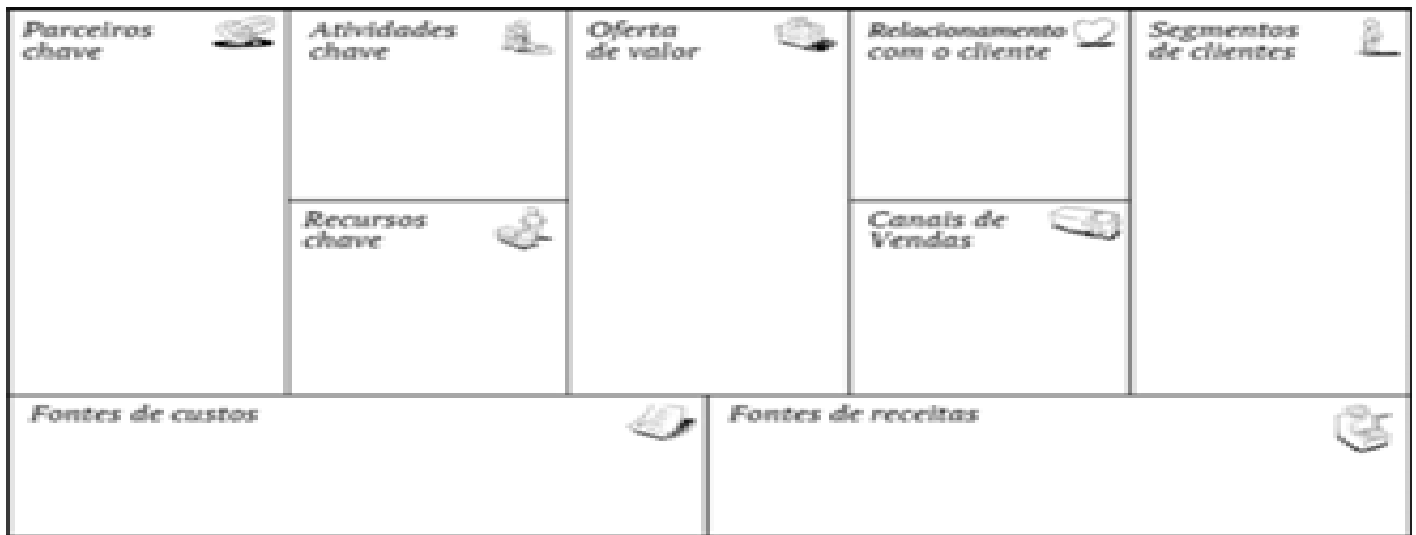 Parceiros
chave
Atividades
chave
Oferta
de valor
Relacionamento
com o cliente
Segmentos
de clientes
Recursos
chave
Canais de
Vendas
Fontes de custos
Fontes de receitas